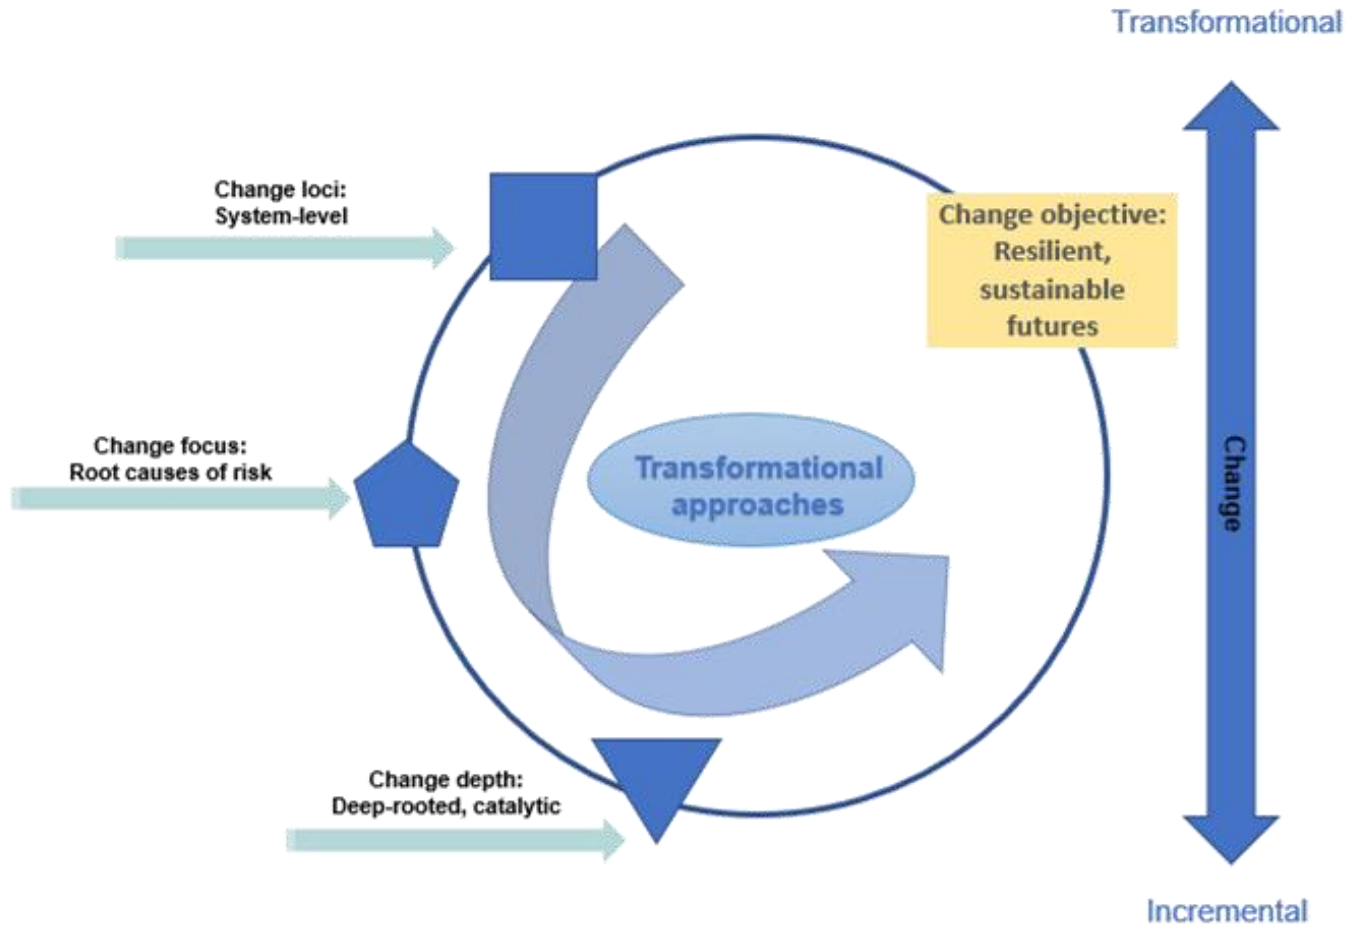 Transformational
Change loci:
System-level
Change objective:
Resilient,
sustainable
futures
Change focus:
Root causes of risk
Transformational
approaches
Change
Change depth:
Deep-rooted, catalytic
Incremental